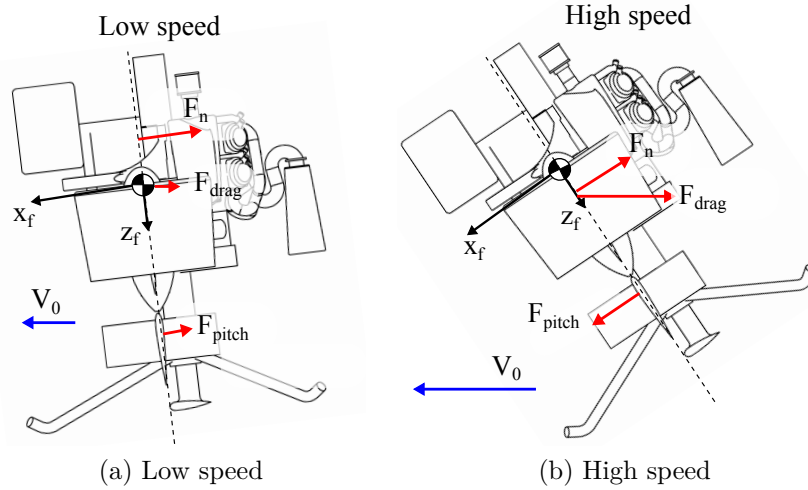 Low speed
F_n
F_drag
x_f
z_f
V_0
F_pitch
(a) Low speed
High speed
F_n
F_drag
z_f
x_f
F_pitch
V_0
(b) High speed